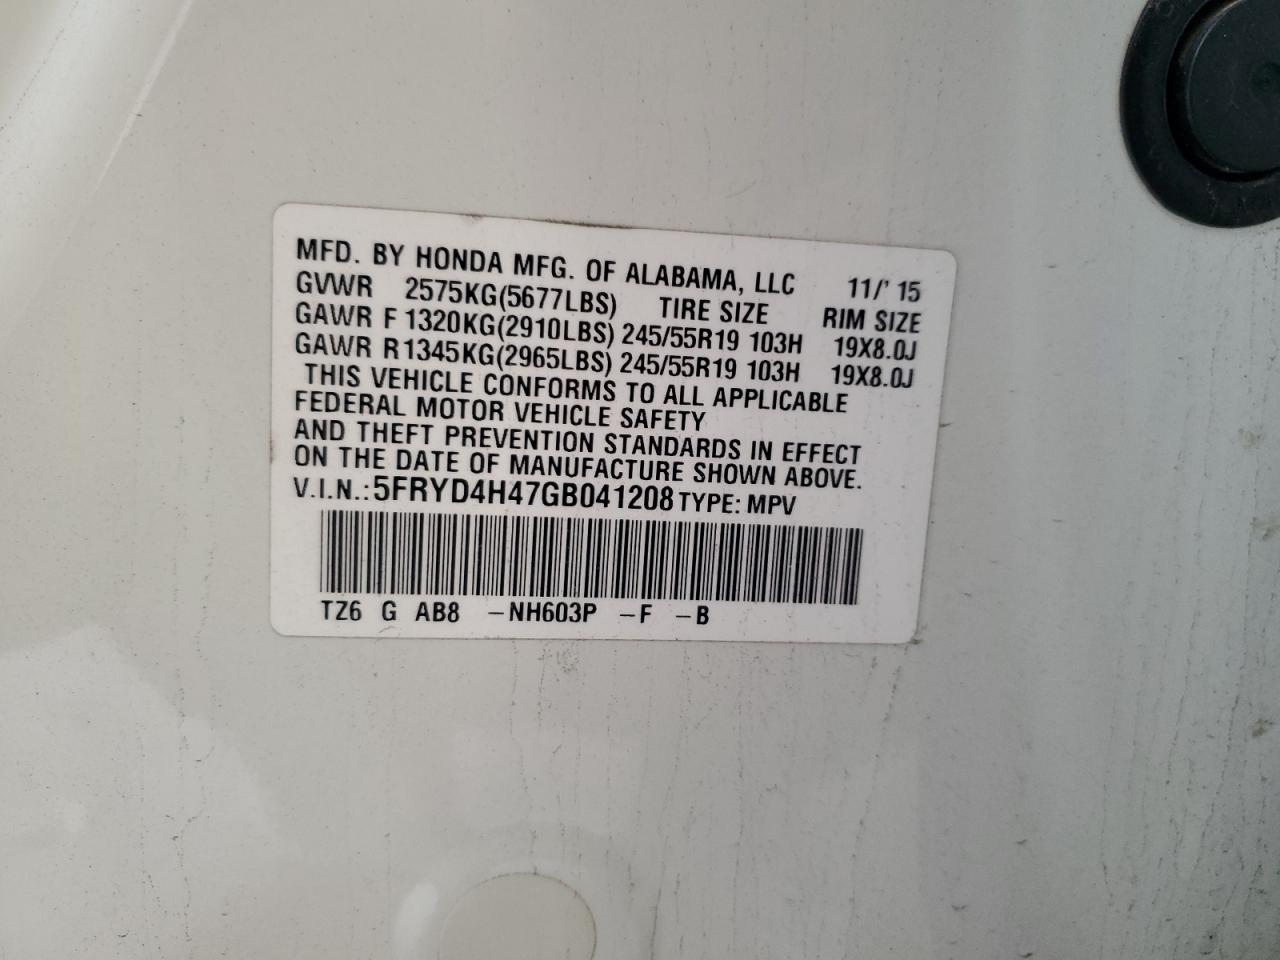 MFD. BY HONDA MFG. OF ALABAMA, LLC 11/' 15
GVWR 2575KG(5677LBS) TIRE SIZE RIM SIZE
GAWR F 1320KG(2910LBS) 245/55R19 103H 19X8.0J
GAWR R1345KG(2965LBS) 245/55R19 103H 19X8.0J
THIS VEHICLE CONFORMS TO ALL APPLICABLE
FEDERAL MOTOR VEHICLE SAFETY
AND THEFT PREVENTION STANDARDS IN EFFECT
ON THE DATE OF MANUFACTURE SHOWN ABOVE.
V.I.N.:5FRYD4H47GB041208 TYPE: MPV
TZ6 G AB8 –NH603P –F –B